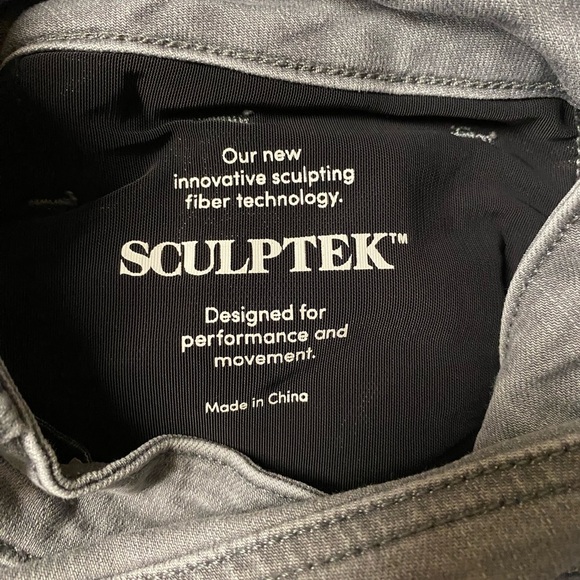 Our new
innovative sculpting
fiber technology.
SCULPTEK™
Designed for
performance and
movement.
Made in China